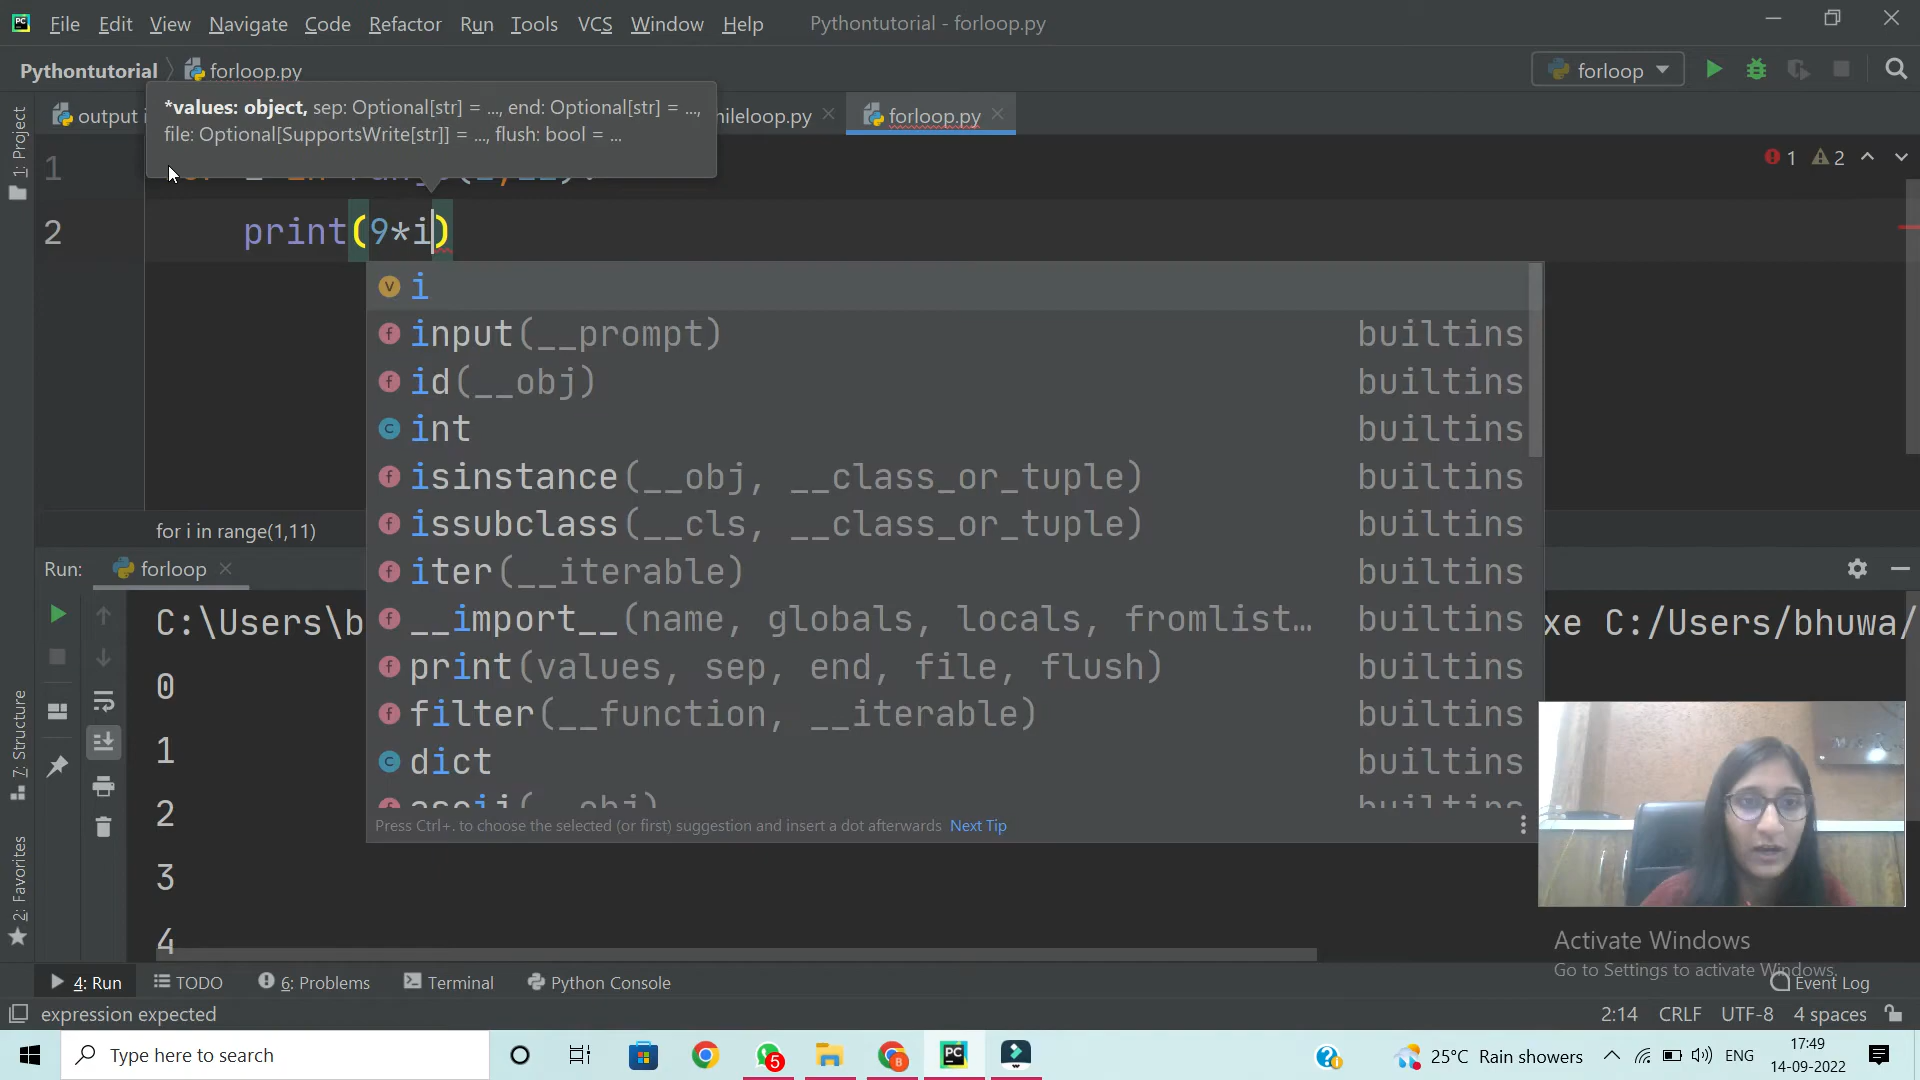 File Edit View Navigate Code Refactor Run Tools VCS Window Help Pythontutorial - forloop.py
Pythontutorial forloop.py forloop
*values: object, sep: Optional[str] = ..., end: Optional[str] = ...,
file: Optional[SupportsWrite[str]] = ..., flush: bool = ...
output hileloop.py forloop.py
1 1 2
2 print(9*i)
i
input(__prompt) builtins
id(__obj) builtins
int builtins
isinstance(__obj, __class_or_tuple) builtins
issubclass(__cls, __class_or_tuple) builtins
iter(__iterable) builtins
__import__(name, globals, locals, fromlist… builtins
print(values, sep, end, file, flush) builtins
filter(__function, __iterable) builtins
dict builtins
ascii(__obj) builtins
Press Ctrl+. to choose the selected (or first) suggestion and insert a dot afterwards Next Tip
for i in range(1,11)
Run: forloop
C:\Users\b xe C:/Users/bhuwa/
0
1
2
3
4
1: Project
7: Structure
2: Favorites
Activate Windows
Go to Settings to activate Windows.
4: Run TODO 6: Problems Terminal Python Console Event Log
expression expected 2:14 CRLF UTF-8 4 spaces
Type here to search 5 B PC 25°C Rain showers ENG 17:49
14-09-2022